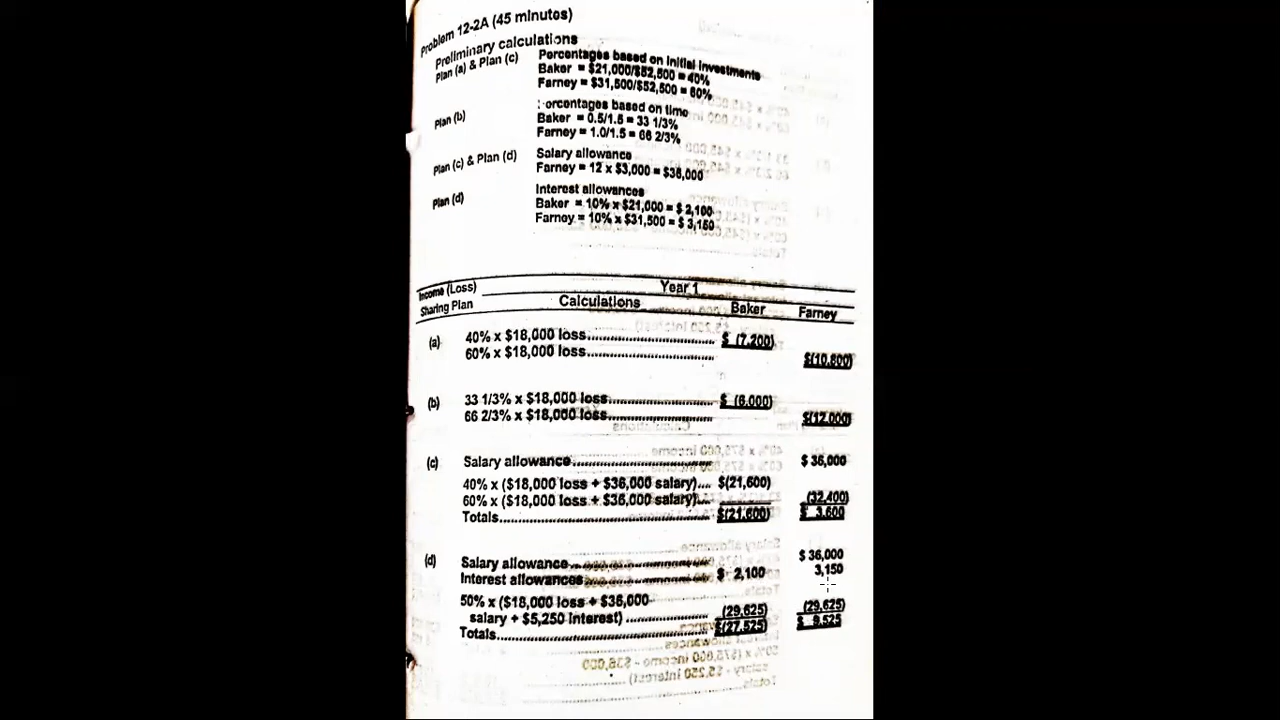 Problem 12-2A (45 minutes)
Preliminary calculations
Plan (a) & Plan (c) Percentages based on initial investments
Baker = $21,000/$52,500 = 40%
Farney = $31,500/$52,500 = 60%
Plan (b) Percentages based on time
Baker = 0.5/1.5 = 33 1/3%
Farney = 1.0/1.5 = 66 2/3%
Plan (c) & Plan (d) Salary allowance
Farney = 12 x $3,000 = $36,000
Plan (d) Interest allowances
Baker = 10% x $21,000 = $ 2,100
Farney = 10% x $31,500 = $ 3,150
Income (Loss) Year 1
Sharing Plan Calculations Baker Farney
(a) 40% x $18,000 loss............................ $ (7,200)
60% x $18,000 loss............................ $(10,800)
(b) 33 1/3% x $18,000 loss....................... $ (6,000)
66 2/3% x $18,000 loss....................... $(12,000)
(c) Salary allowance.............................. $ 36,000
40% x ($18,000 loss + $36,000 salary).... $(21,600)
60% x ($18,000 loss + $36,000 salary).... (32,400)
Totals................................................ $(21,600) $ 3,600
(d) Salary allowance.............................. $ 36,000
Interest allowances.......................... $ 2,100 3,150
50% x ($18,000 loss + $36,000
salary + $5,250 interest) .................. (29,625) (29,625)
Totals................................................ $(27,525) $ 9,525